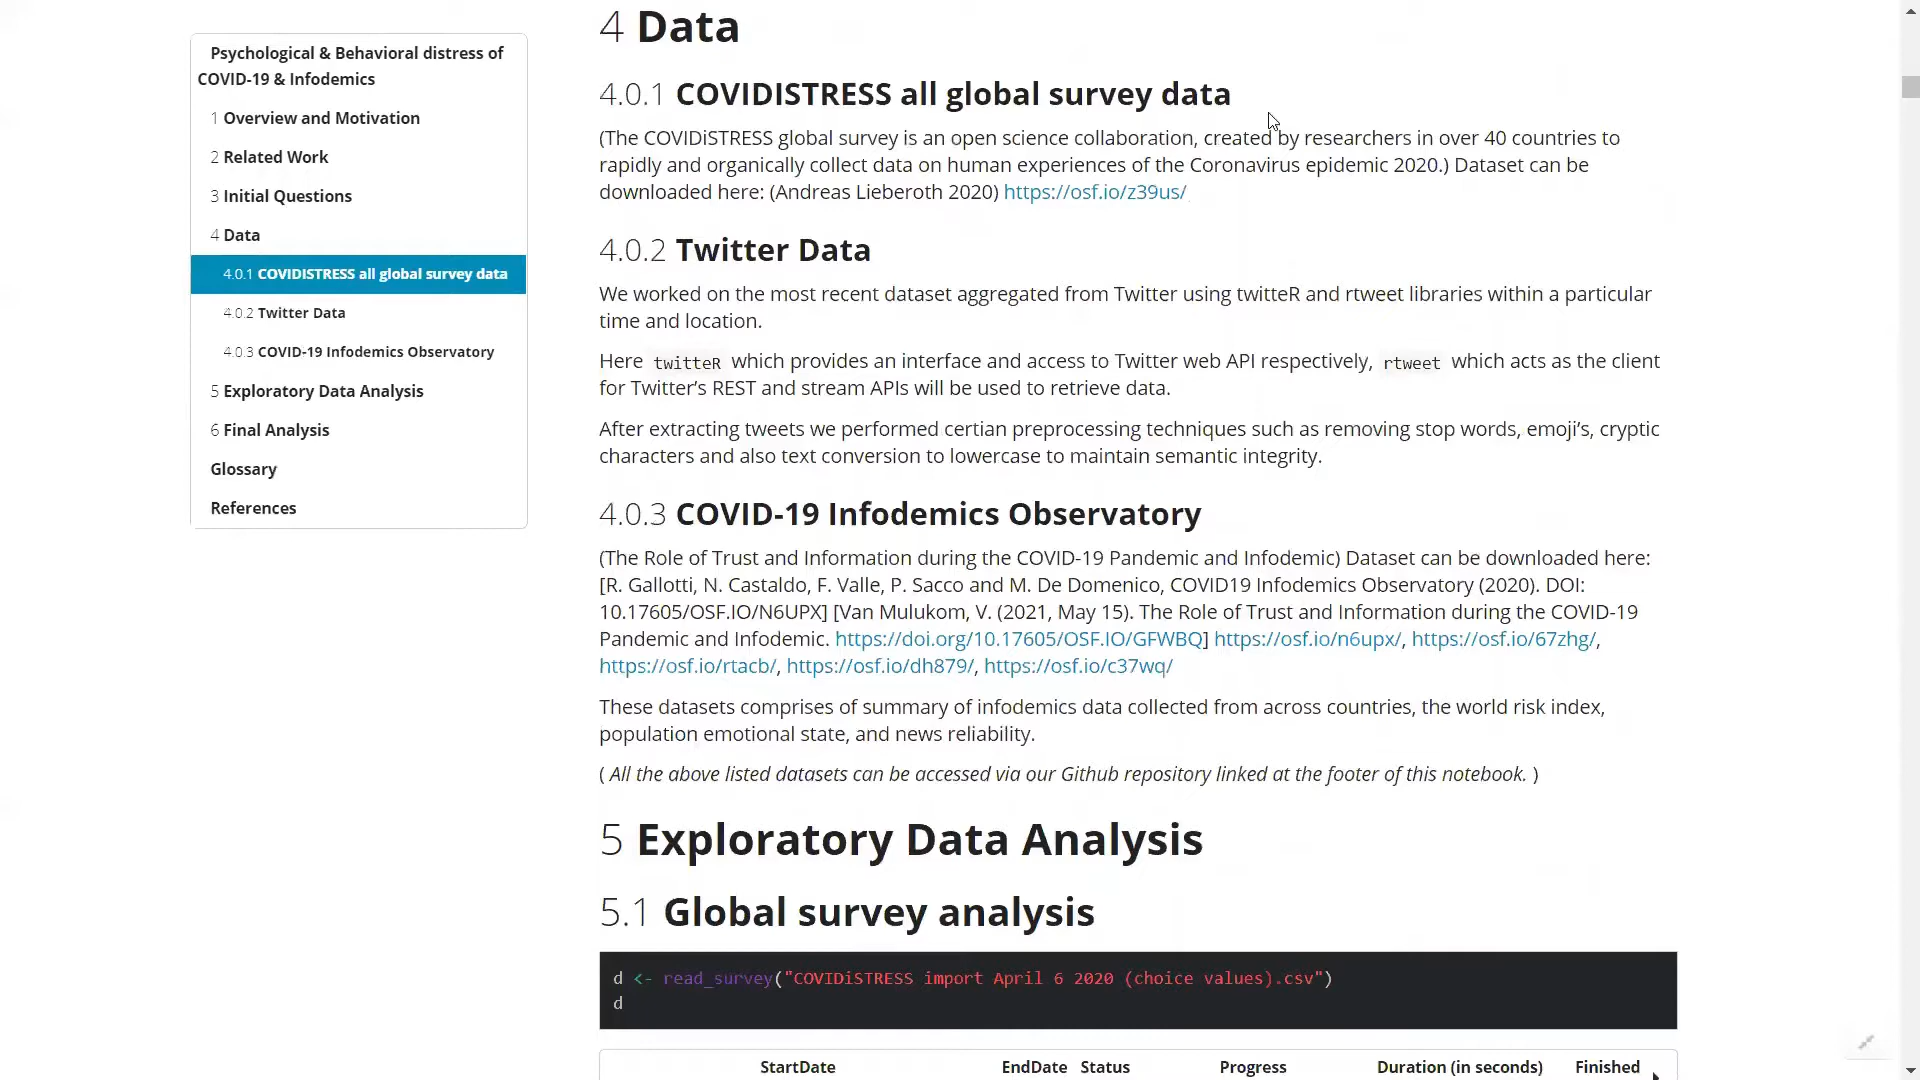 Psychological & Behavioral distress of
COVID-19 & Infodemics
1 Overview and Motivation
2 Related Work
3 Initial Questions
4 Data
4.0.1 COVIDISTRESS all global survey data
4.0.2 Twitter Data
4.0.3 COVID-19 Infodemics Observatory
5 Exploratory Data Analysis
6 Final Analysis
Glossary
References
4 Data
4.0.1 COVIDISTRESS all global survey data
(The COVIDiSTRESS global survey is an open science collaboration, created by researchers in over 40 countries to
rapidly and organically collect data on human experiences of the Coronavirus epidemic 2020.) Dataset can be
downloaded here: (Andreas Lieberoth 2020) https://osf.io/z39us/
4.0.2 Twitter Data
We worked on the most recent dataset aggregated from Twitter using twitteR and rtweet libraries within a particular
time and location.
Here twitteR which provides an interface and access to Twitter web API respectively, rtweet which acts as the client
for Twitter’s REST and stream APIs will be used to retrieve data.
After extracting tweets we performed certian preprocessing techniques such as removing stop words, emoji’s, cryptic
characters and also text conversion to lowercase to maintain semantic integrity.
4.0.3 COVID-19 Infodemics Observatory
(The Role of Trust and Information during the COVID-19 Pandemic and Infodemic) Dataset can be downloaded here:
[R. Gallotti, N. Castaldo, F. Valle, P. Sacco and M. De Domenico, COVID19 Infodemics Observatory (2020). DOI:
10.17605/OSF.IO/N6UPX] [Van Mulukom, V. (2021, May 15). The Role of Trust and Information during the COVID-19
Pandemic and Infodemic. https://doi.org/10.17605/OSF.IO/GFWBQ] https://osf.io/n6upx/, https://osf.io/67zhg/,
https://osf.io/rtacb/, https://osf.io/dh879/, https://osf.io/c37wq/
These datasets comprises of summary of infodemics data collected from across countries, the world risk index,
population emotional state, and news reliability.
( All the above listed datasets can be accessed via our Github repository linked at the footer of this notebook. )
5 Exploratory Data Analysis
5.1 Global survey analysis
d <- read_survey("COVIDiSTRESS import April 6 2020 (choice values).csv")
d
StartDate EndDate Status Progress Duration (in seconds) Finished